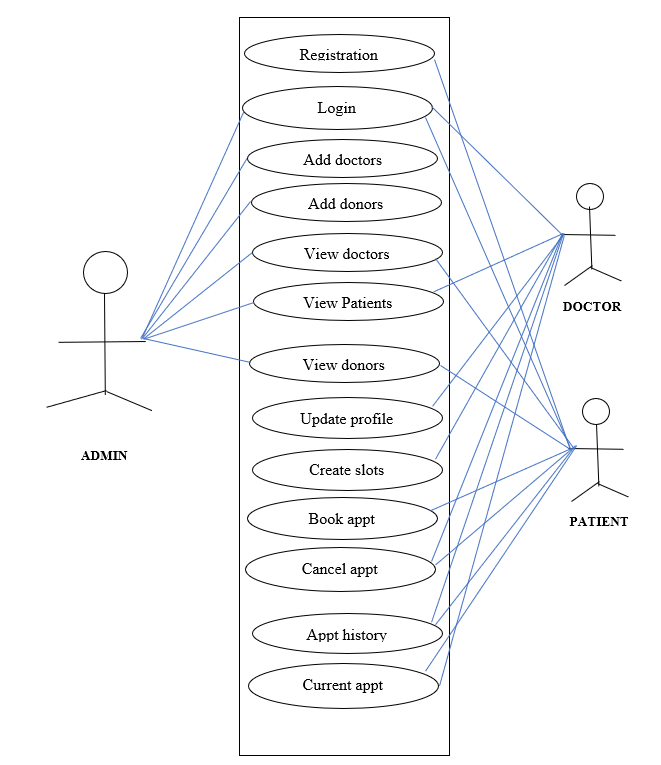 Registration
Login
Add doctors
Add donors
View doctors
View Patients
DOCTOR
View donors
Update profile
ADMIN
Create slots
Book appt
PATIENT
Cancel appt
Appt history
Current appt